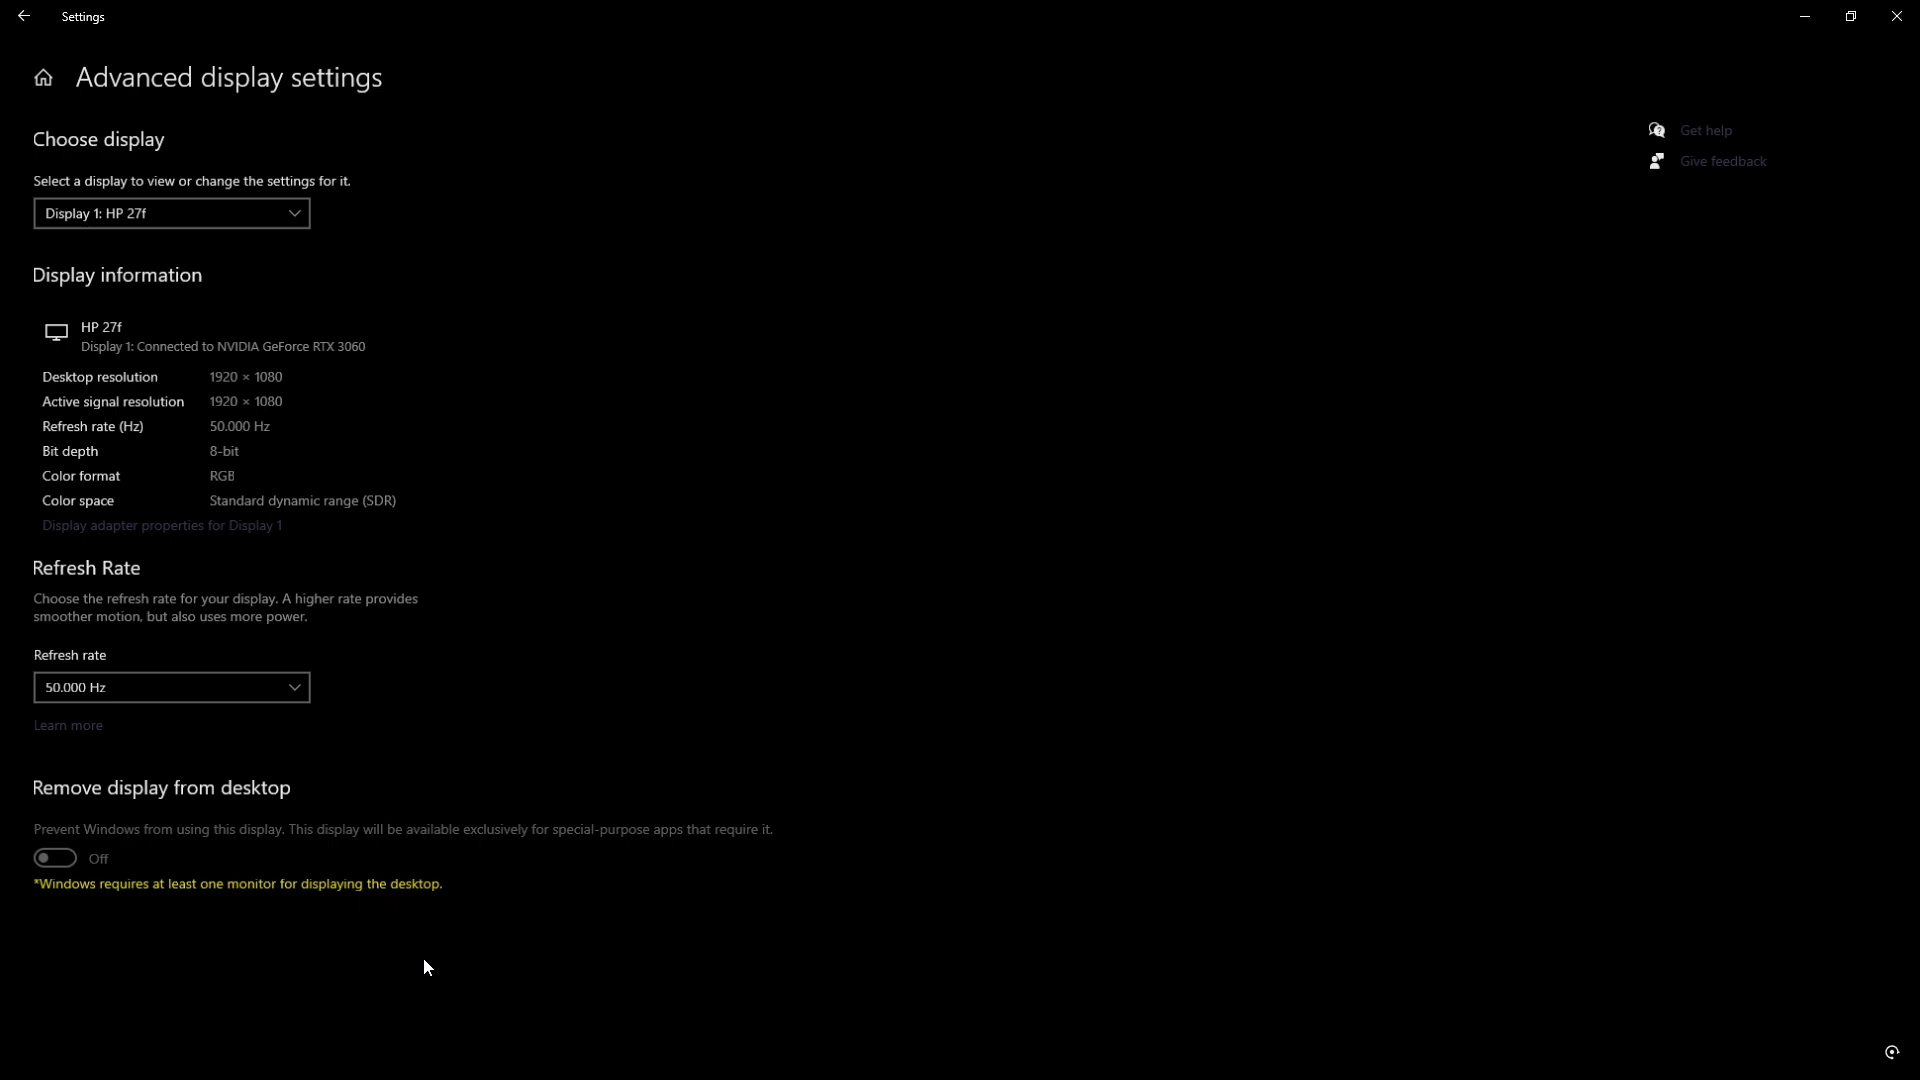 Settings
Advanced display settings
Choose display
Select a display to view or change the settings for it.
Display 1: HP 27f
Get help
Give feedback
Display information
HP 27f
Display 1: Connected to NVIDIA GeForce RTX 3060
Desktop resolution 1920 × 1080
Active signal resolution 1920 × 1080
Refresh rate (Hz) 50.000 Hz
Bit depth 8-bit
Color format RGB
Color space Standard dynamic range (SDR)
Display adapter properties for Display 1
Refresh Rate
Choose the refresh rate for your display. A higher rate provides
smoother motion, but also uses more power.
Refresh rate
50.000 Hz
Learn more
Remove display from desktop
Prevent Windows from using this display. This display will be available exclusively for special-purpose apps that require it.
Off
*Windows requires at least one monitor for displaying the desktop.